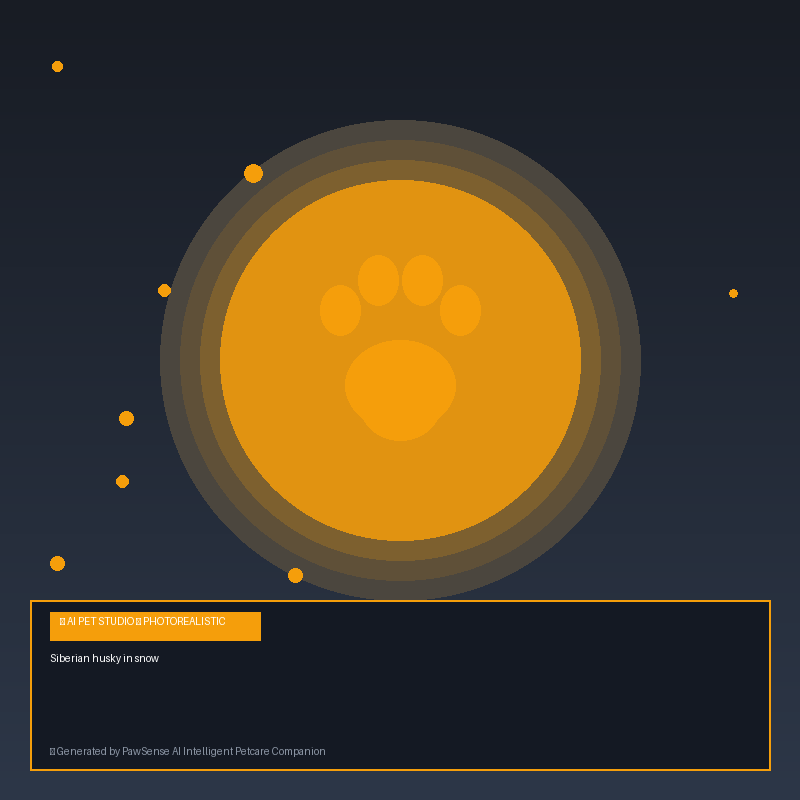 AI PET STUDIO PHOTOREALISTIC
Siberian husky in snow
Generated by PawSense AI Intelligent Petcare Companion